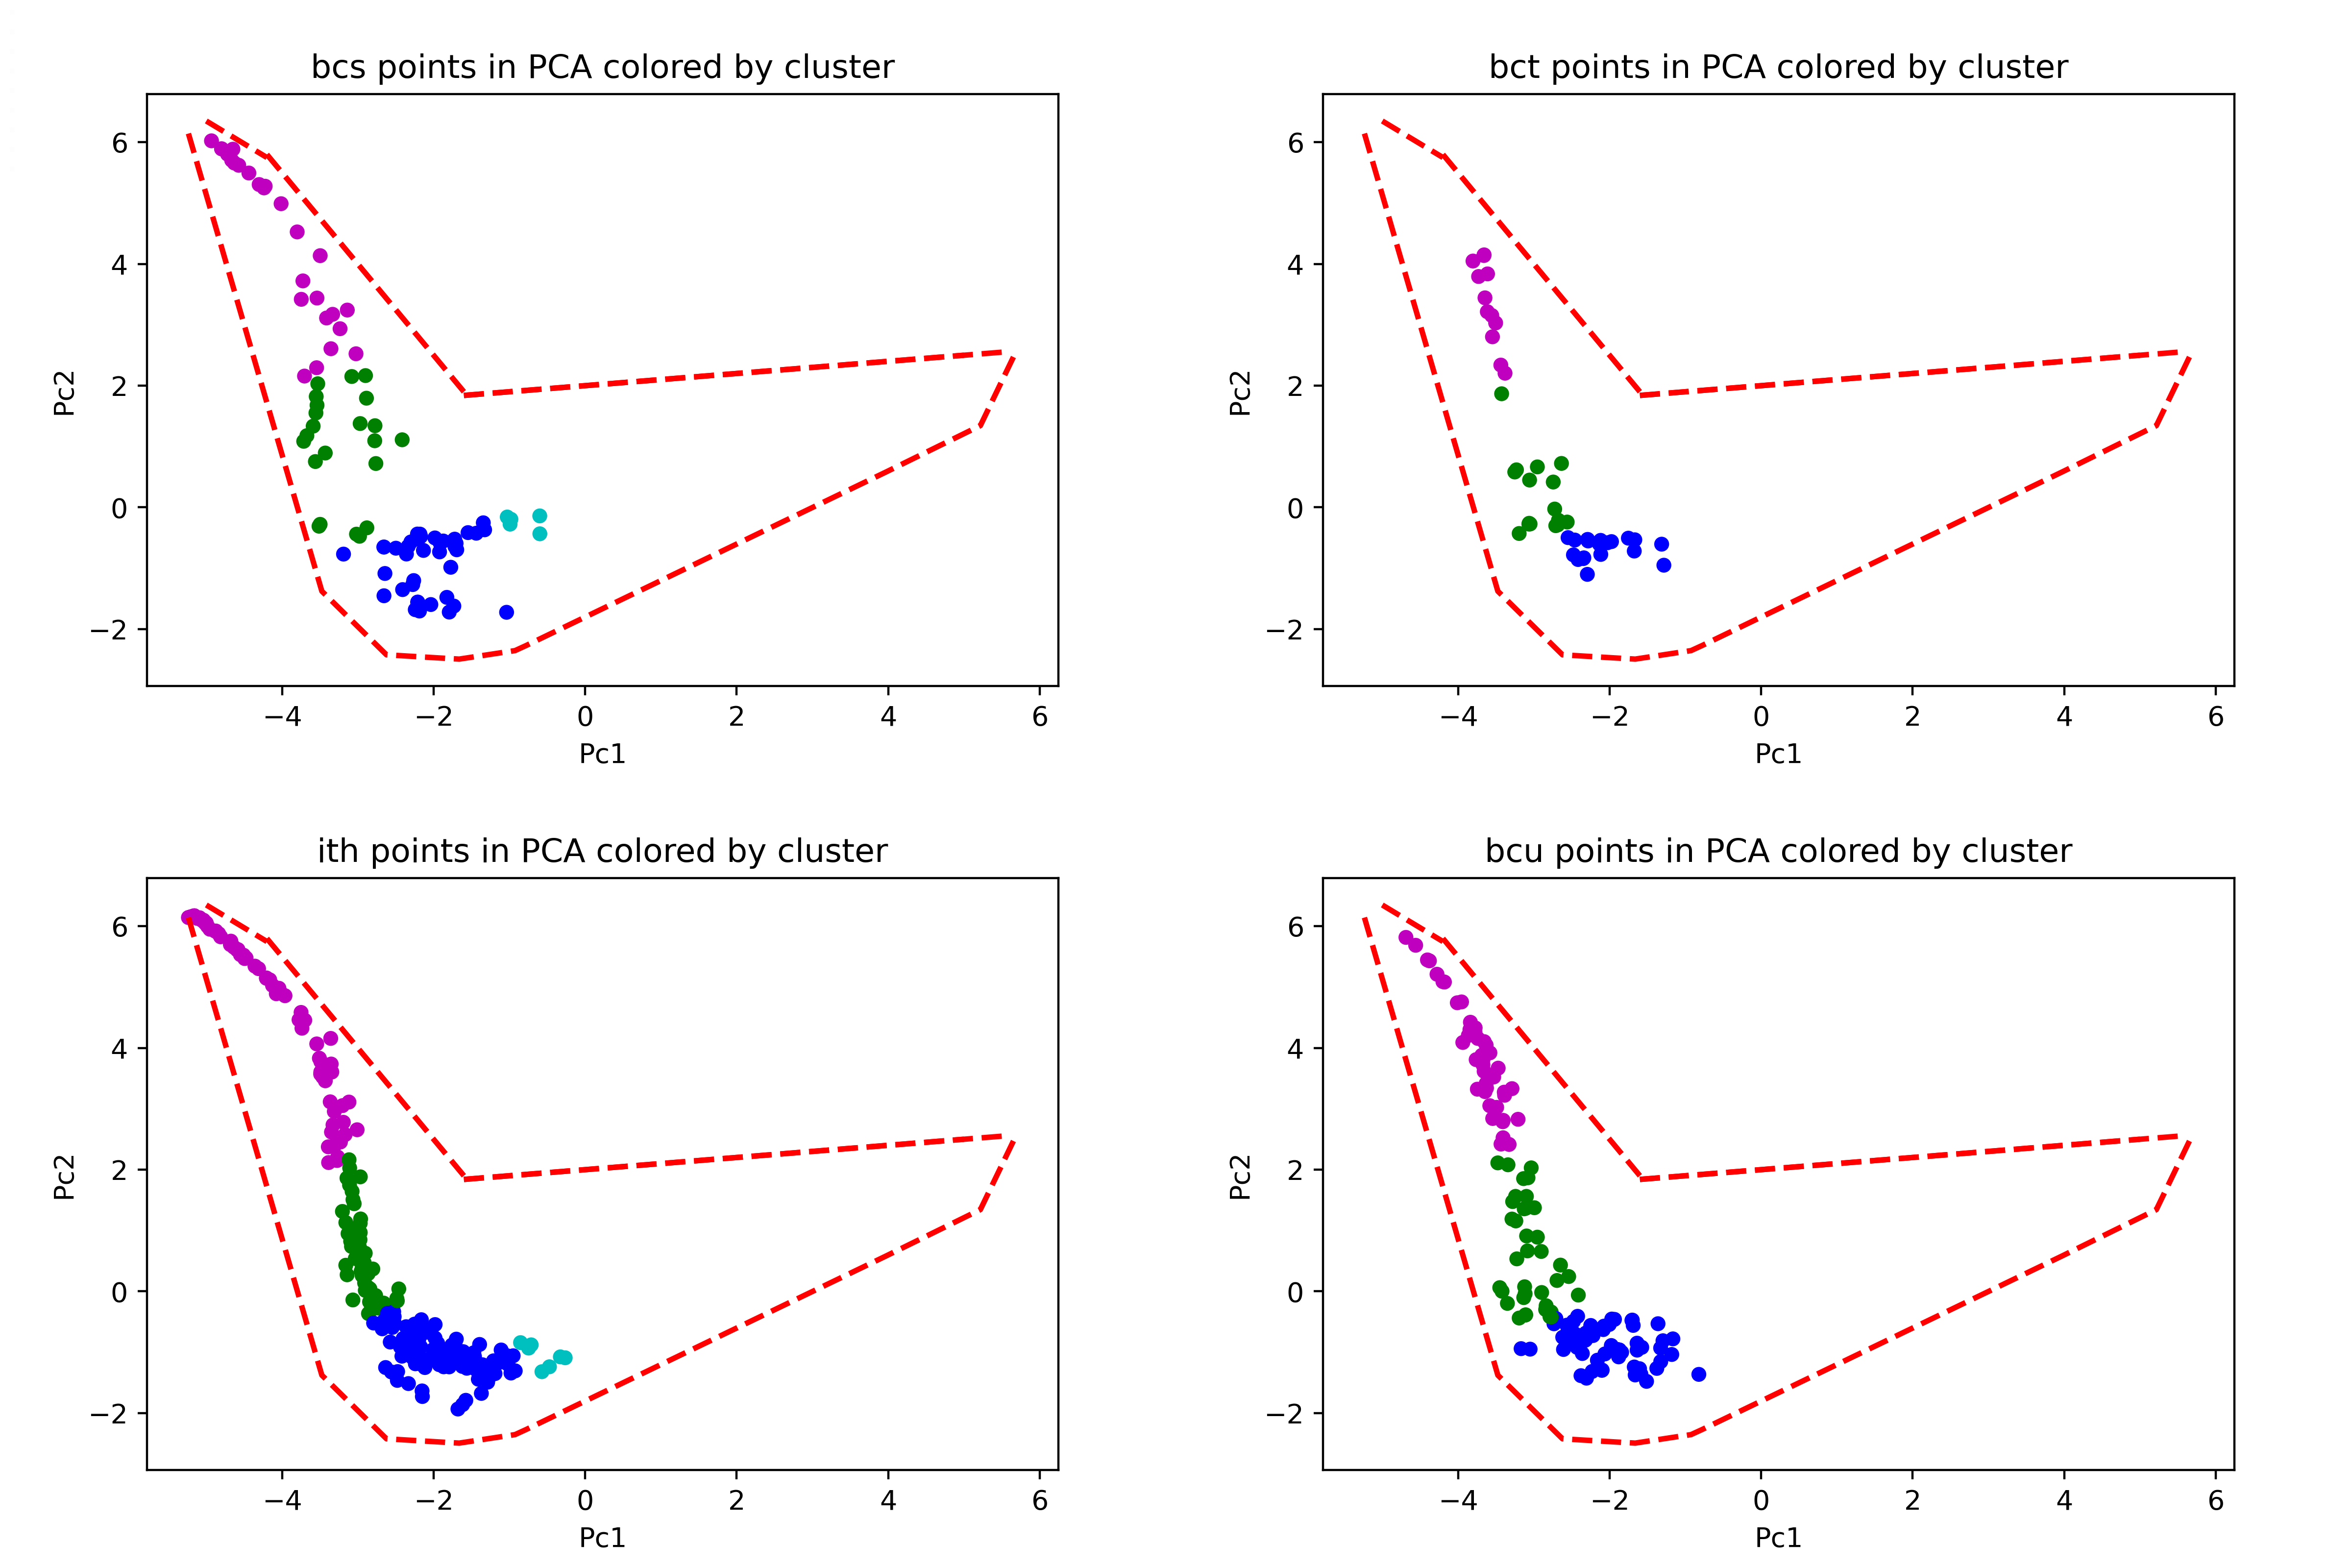 bcs points in PCA colored by cluster
6
4
2
0
−2
Pc2
−4 −2 0 2 4 6
Pc1
bct points in PCA colored by cluster
6
4
2
0
−2
Pc2
−4 −2 0 2 4 6
Pc1
ith points in PCA colored by cluster
6
4
2
0
−2
Pc2
−4 −2 0 2 4 6
Pc1
bcu points in PCA colored by cluster
6
4
2
0
−2
Pc2
−4 −2 0 2 4 6
Pc1